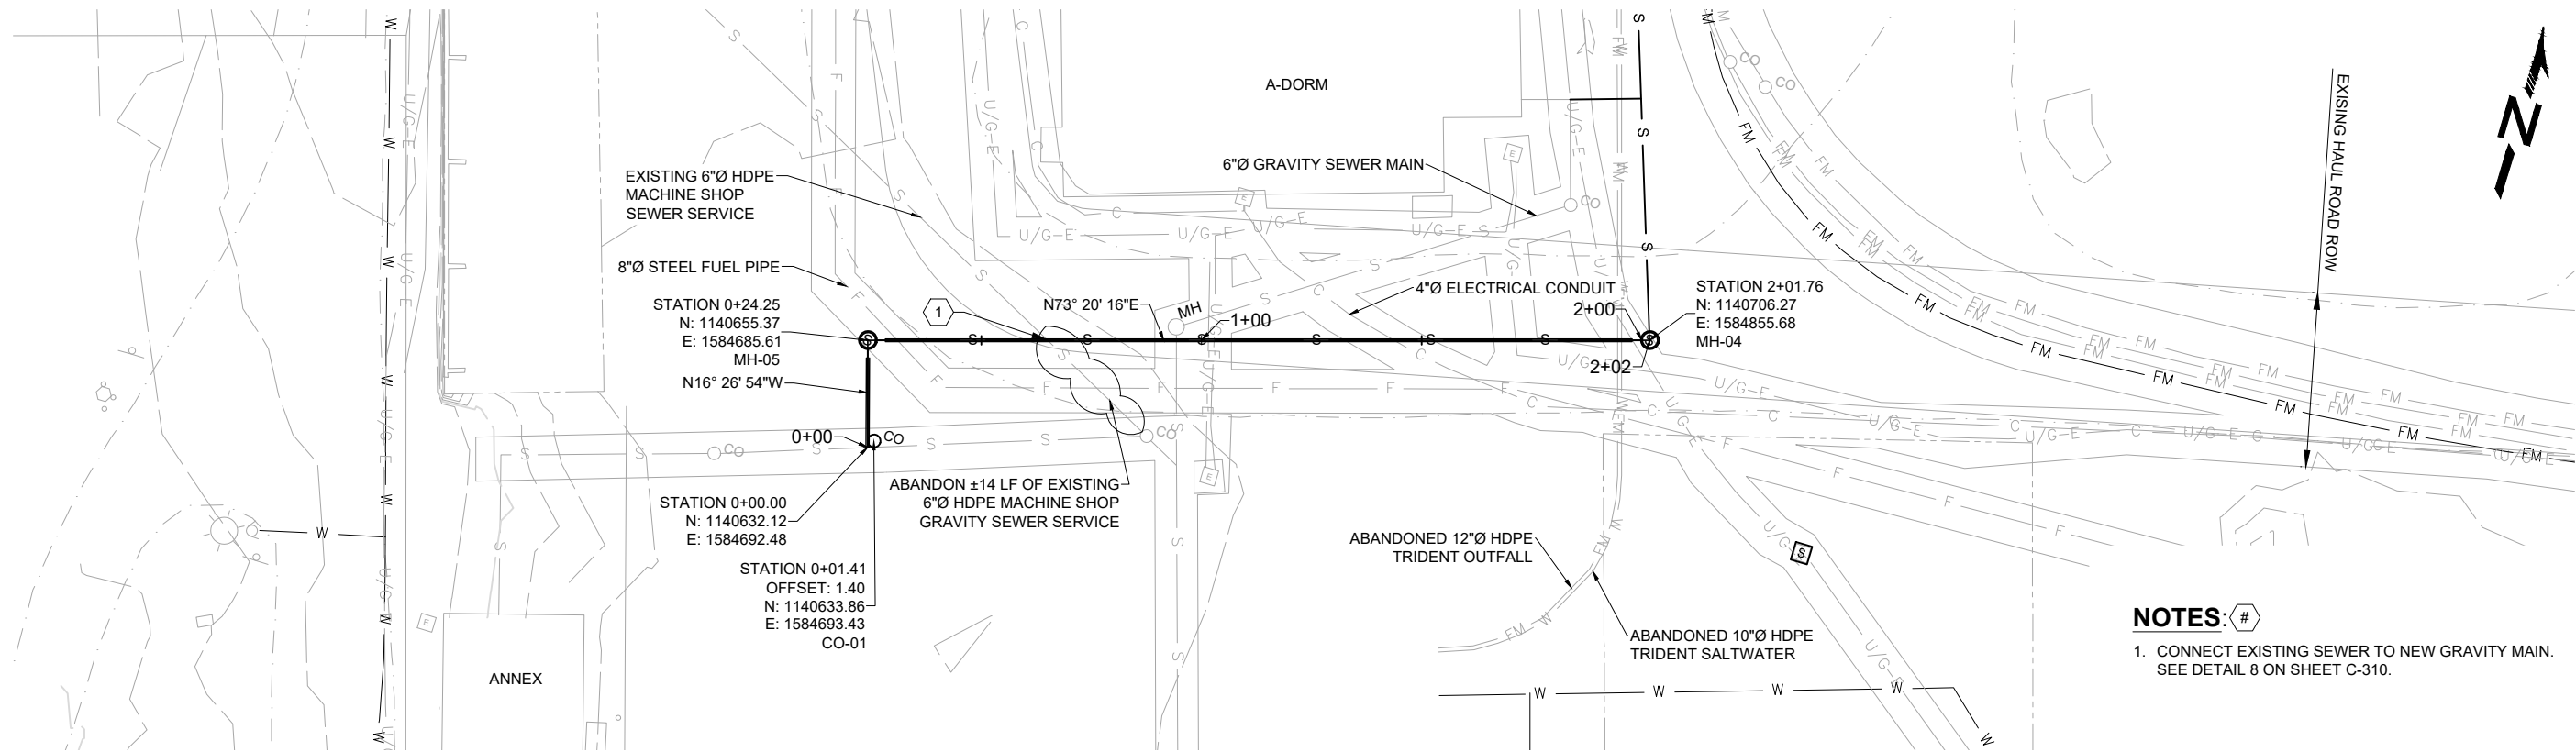 A-DORM
EXISTING 6"Ø HDPE
MACHINE SHOP
SEWER SERVICE
6"Ø GRAVITY SEWER MAIN
EXISING HAUL ROAD ROW
N
8"Ø STEEL FUEL PIPE
STATION 0+24.25
N: 1140655.37
E: 1584685.61
MH-05
1
N73° 20' 16"E
MH
1+00
4"Ø ELECTRICAL CONDUIT
2+00
STATION 2+01.76
N: 1140706.27
E: 1584855.68
MH-04
2+02
N16° 26' 54"W
0+00
CO
CO
CO
CO
CO
CO
ABANDON ±14 LF OF EXISTING
6"Ø HDPE MACHINE SHOP
GRAVITY SEWER SERVICE
STATION 0+00.00
N: 1140632.12
E: 1584692.48
STATION 0+01.41
OFFSET: 1.40
N: 1140633.86
E: 1584693.43
CO-01
ABANDONED 12"Ø HDPE
TRIDENT OUTFALL
ABANDONED 10"Ø HDPE
TRIDENT SALTWATER
ANNEX
NOTES: #
1. CONNECT EXISTING SEWER TO NEW GRAVITY MAIN.
SEE DETAIL 8 ON SHEET C-310.